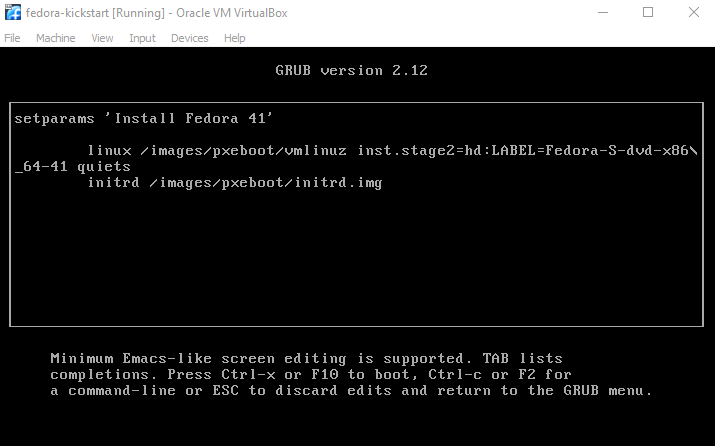 fedora-kickstart [Running] - Oracle VM VirtualBox
File Machine View Input Devices Help
GRUB version 2.12
setparams 'Install Fedora 41'
linux /images/pxeboot/vmlinuz inst.stage2=hd:LABEL=Fedora-S-dvd-x86\
_64-41 quiets
initrd /images/pxeboot/initrd.img
Minimum Emacs-like screen editing is supported. TAB lists
completions. Press Ctrl-x or F10 to boot, Ctrl-c or F2 for
a command-line or ESC to discard edits and return to the GRUB menu.